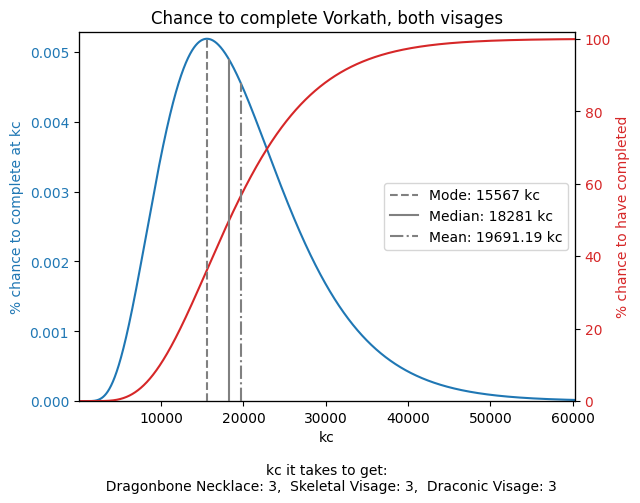 Chance to complete Vorkath, both visages
% chance to complete at kc
0.005
0.004
0.003
0.002
0.001
0.000
100
80
60
40
20
0
% chance to have completed
Mode: 15567 kc
Median: 18281 kc
Mean: 19691.19 kc
10000 20000 30000 40000 50000 60000
kc
kc it takes to get:
Dragonbone Necklace: 3, Skeletal Visage: 3, Draconic Visage: 3